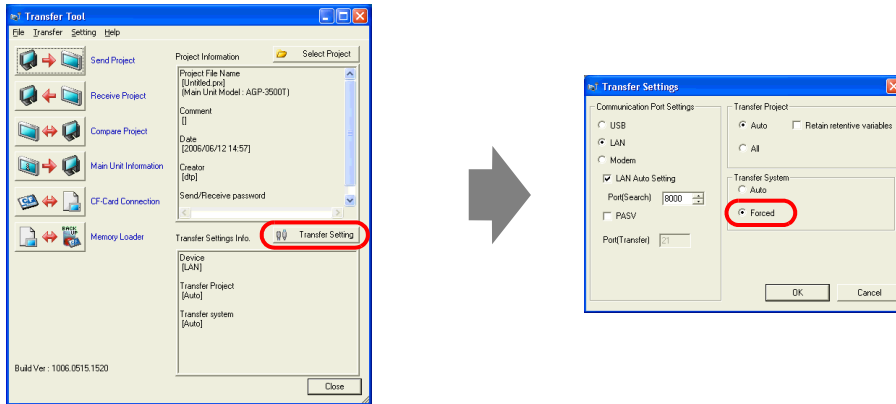 Transfer Tool
File Transfer Setting Help
Send Project
Receive Project
Compare Project
Main Unit Information
CF-Card Connection
Memory Loader
BACK UP
Build Ver : 1006.0515.1520
Project Information
Select Project
Project File Name
[Untitled.prx]
(Main Unit Model : AGP-3500T)
Comment
[]
Date
[2006/06/12 14:57]
Creator
[dtp]
Send/Receive password
Transfer Settings Info.
Transfer Setting
Device
[LAN]
Transfer Project
[Auto]
Transfer system
[Auto]
Close
Transfer Settings
Communication Port Settings
USB
LAN
Modem
LAN Auto Setting
Port(Search) 8000
PASV
Port(Transfer) 21
Transfer Project
Auto Retain retentive variables
All
Transfer System
Auto
Forced
OK Cancel